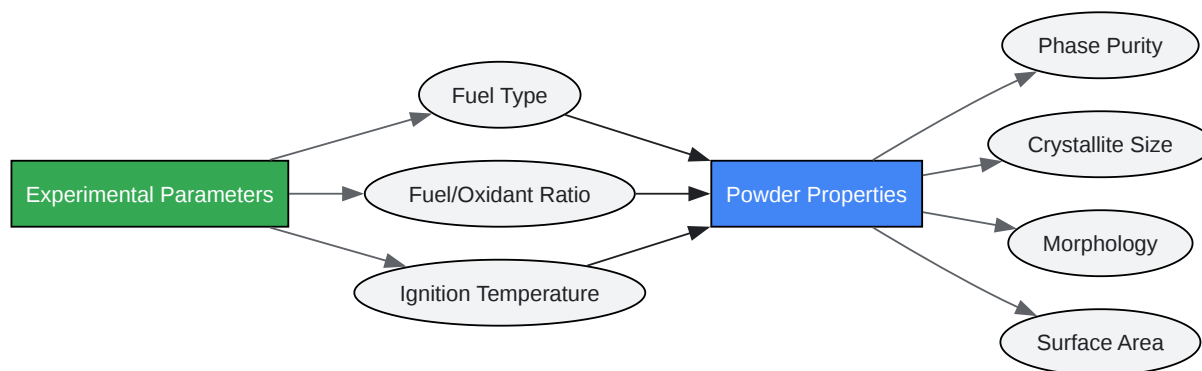 Experimental Parameters
Fuel Type
Fuel/Oxidant Ratio
Ignition Temperature
Powder Properties
Phase Purity
Crystallite Size
Morphology
Surface Area